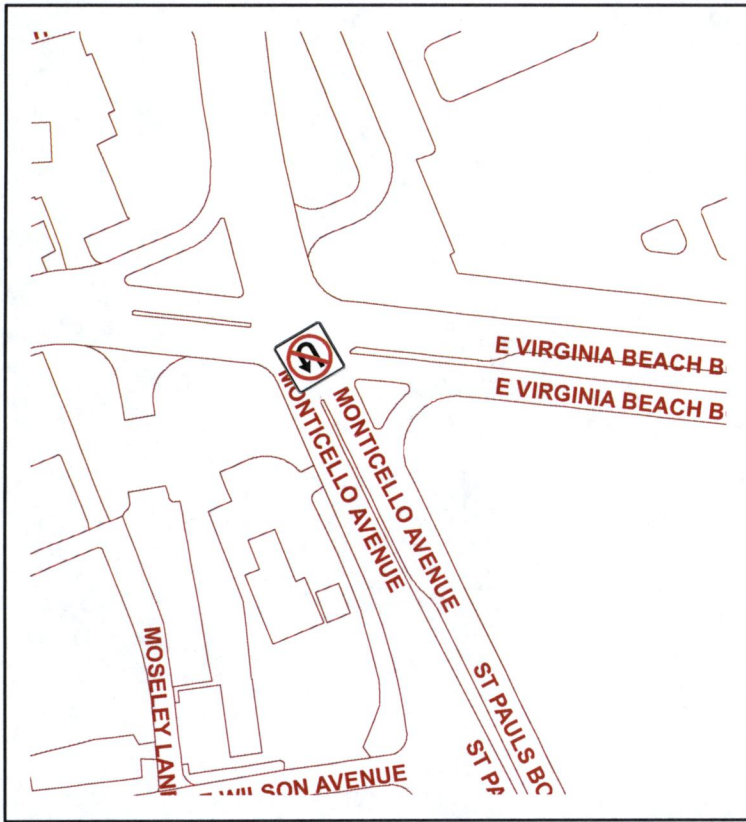 E VIRGINIA BEACH B
E VIRGINIA BEACH B
MONTICELLO AVENUE
MONTICELLO AVENUE
MOSELEY LAN
ST PAULS BO
ST PA
WILSON AVENUE